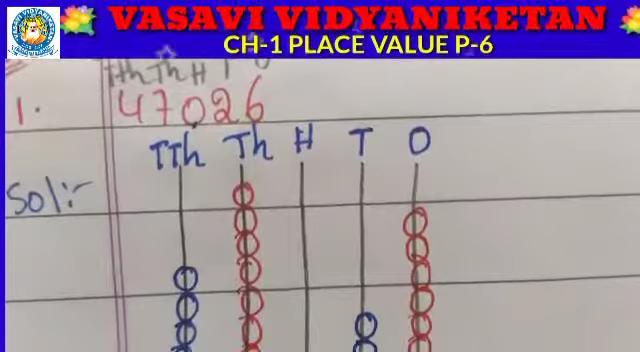 VASAVI VIDYANIKETAN
CH-1 PLACE VALUE P-6
TTh Th H T O
1. 47026
TTh Th H T O
Sol:-